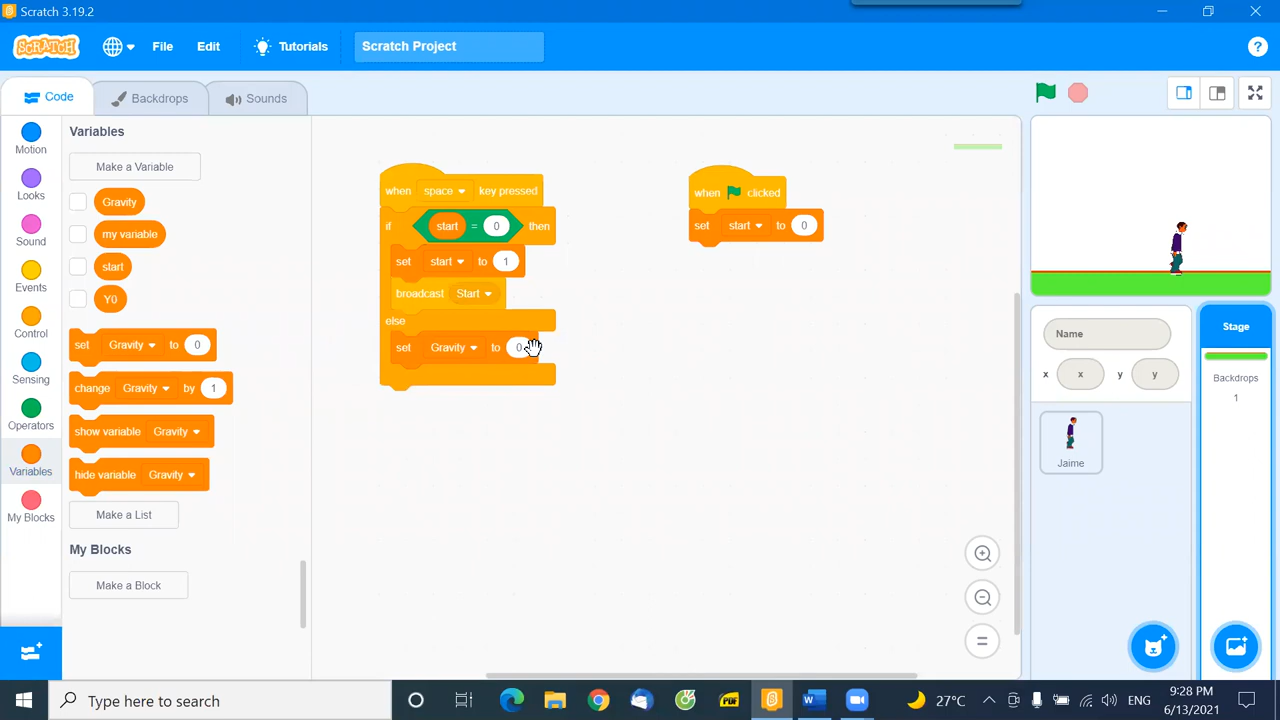 Scratch 3.19.2
SCRATCH
File
Edit
Tutorials
Scratch Project
?
Code
Backdrops
Sounds
Motion
Looks
Sound
Events
Control
Sensing
Operators
Variables
My Blocks
Variables
Make a Variable
Gravity
my variable
start
Y0
set Gravity to 0
change Gravity by 1
show variable Gravity
hide variable Gravity
Make a List
My Blocks
Make a Block
when space key pressed
if start = 0 then
set start to 1
broadcast Start
else
set Gravity to 0
when clicked
set start to 0
Name
x x y y
Jaime
Stage
Backdrops
1
Type here to search
PDF
27°C
ENG
9:28 PM
6/13/2021